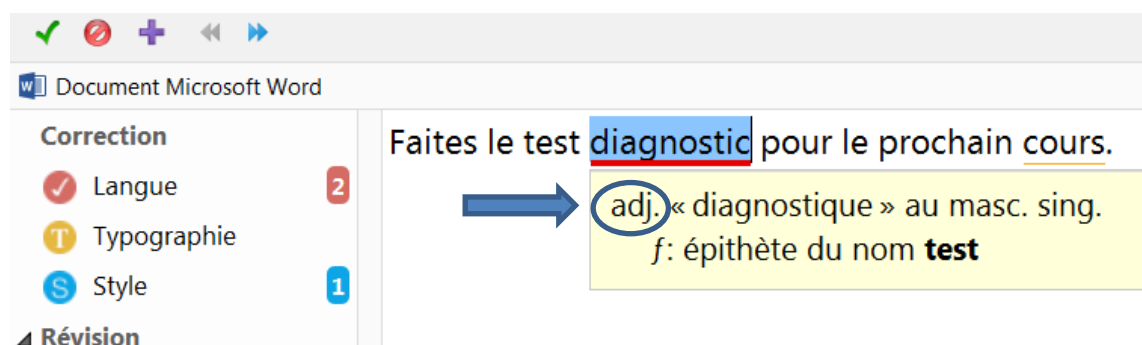 Document Microsoft Word
Correction
Langue 2
Typographie
Style 1
Révision
Faites le test diagnostic pour le prochain cours.
adj. « diagnostique » au masc. sing.
ƒ: épithète du nom test